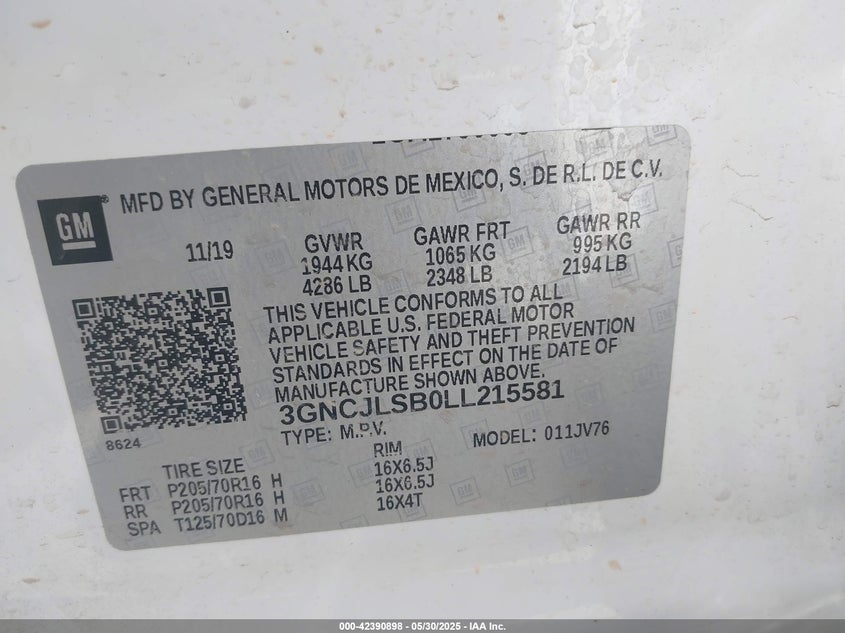 MFD BY GENERAL MOTORS DE MEXICO, S. DE R.L. DE C.V.
GM
11/19
GVWR GAWR FRT GAWR RR
1944 KG 1065 KG 995 KG
4286 LB 2348 LB 2194 LB
THIS VEHICLE CONFORMS TO ALL
APPLICABLE U.S. FEDERAL MOTOR
VEHICLE SAFETY AND THEFT PREVENTION
STANDARDS IN EFFECT ON THE DATE OF
MANUFACTURE SHOWN ABOVE.
3GNCJLSB0LL215581
8624
TYPE: M.P.V. MODEL: 011JV76
TIRE SIZE RIM
FRT P205/70R16 H 16X6.5J
RR P205/70R16 H 16X6.5J
SPA T125/70D16 M 16X4T
000-42390898 - 05/30/2025 - IAA Inc.